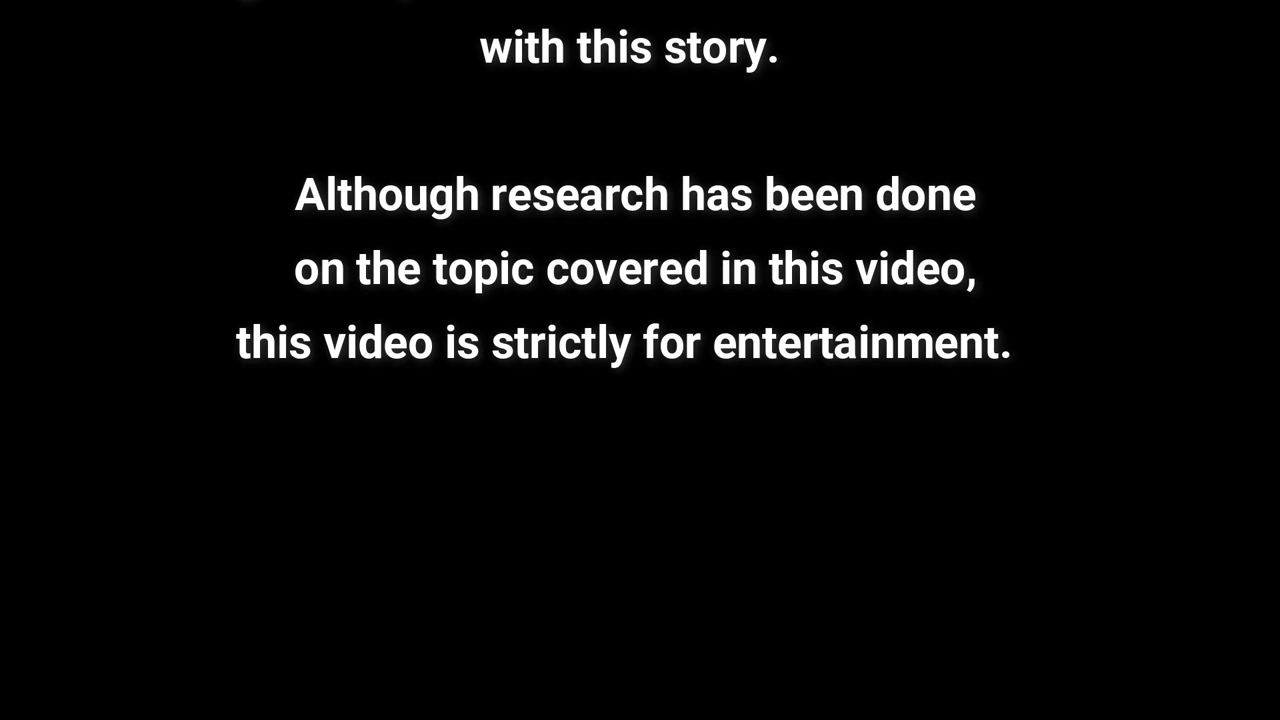 with this story.
Although research has been done
on the topic covered in this video,
this video is strictly for entertainment.